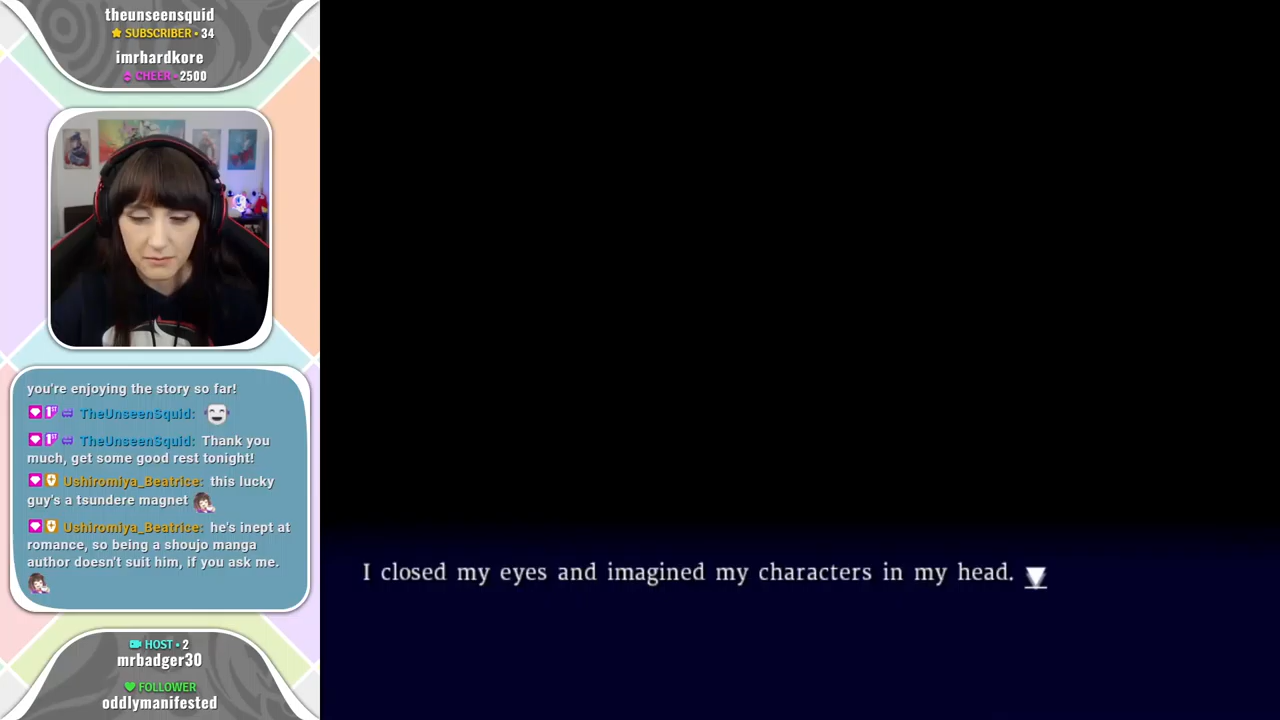 theunseensquid
SUBSCRIBER • 34
imrhardkore
CHEER • 2500
you're enjoying the story so far!
TheUnseenSquid:
TheUnseenSquid: Thank you
much, get some good rest tonight!
Ushiromiya_Beatrice: this lucky
guy's a tsundere magnet
Ushiromiya_Beatrice: he's inept at
romance, so being a shoujo manga
author doesn't suit him, if you ask me.
HOST • 2
mrbadger30
FOLLOWER
oddlymanifested
I closed my eyes and imagined my characters in my head.